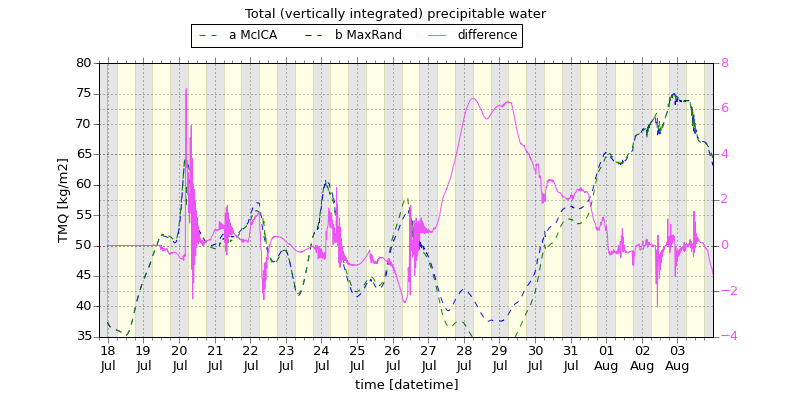 Total (vertically integrated) precipitable water
a McICA b MaxRand difference
80 8
75 6
70
65 4
60
55 2
50 0
45
40 -2
35 −4
TMQ [kg/m2]
18 19 20 21 22 23 24 25 26 27 28 29 30 31 01 02 03
Jul Jul Jul Jul Jul Jul Jul Jul Jul Jul Jul Jul Jul Jul Aug Aug Aug
time [datetime]